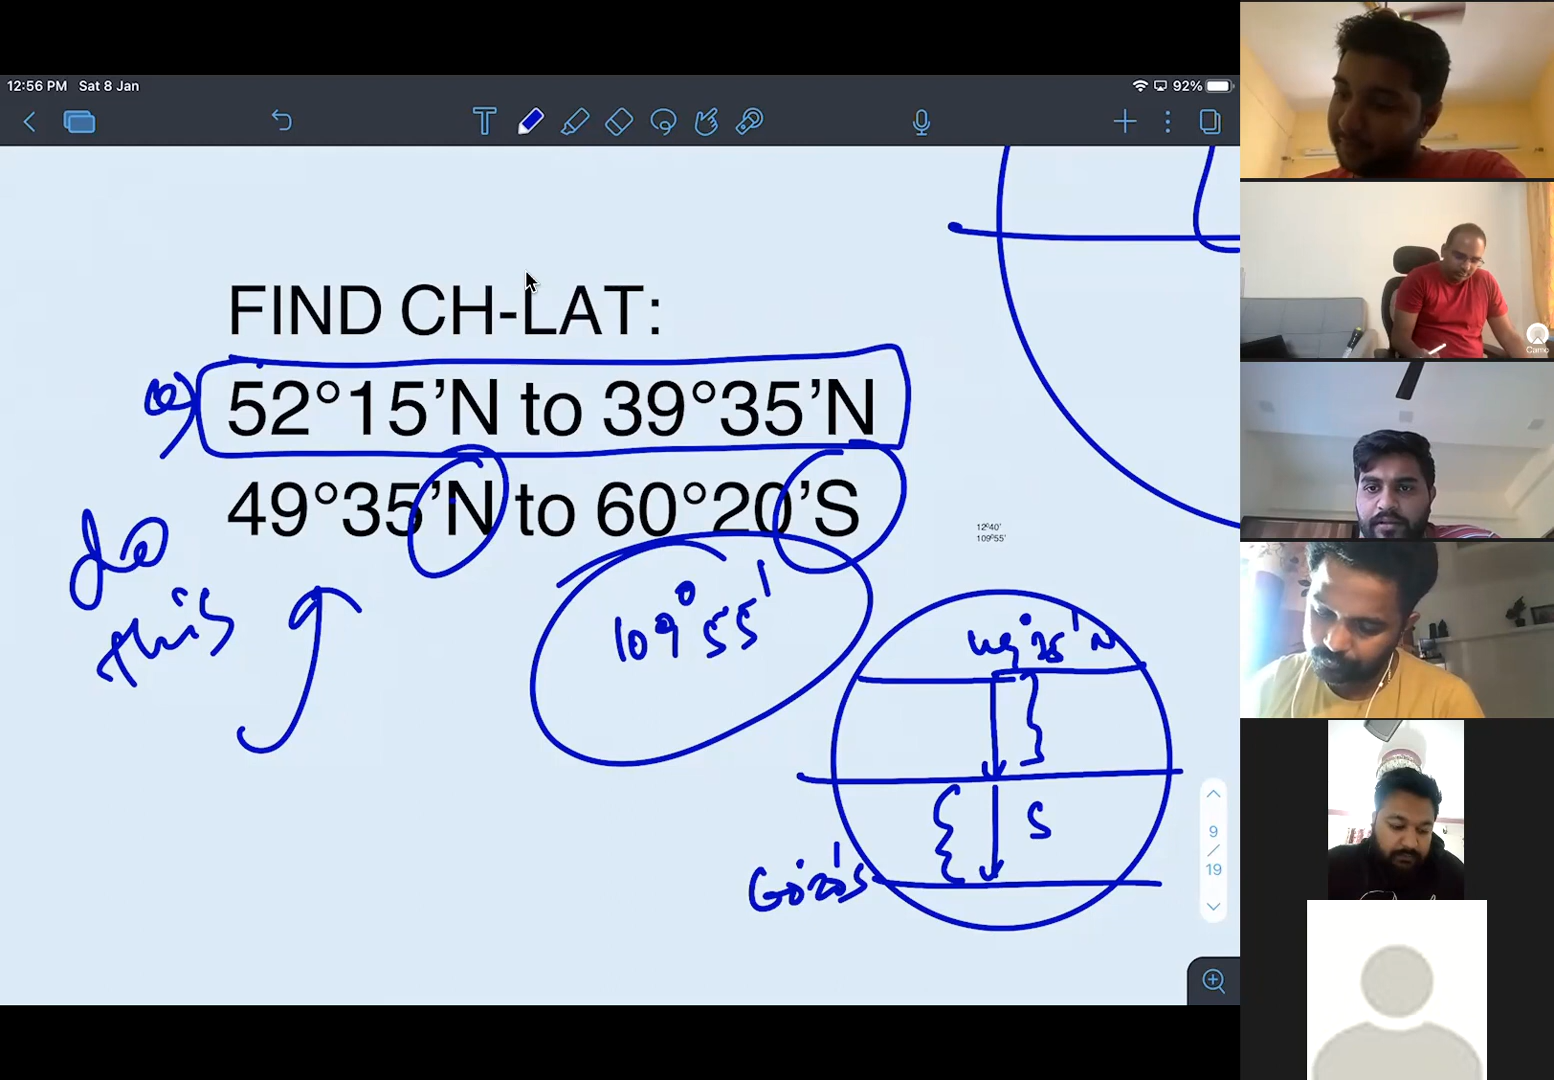 12:56 PM Sat 8 Jan
92%
T
FIND CH-LAT:
52°15’N to 39°35’N
49°35’N to 60°20’S
do
this
109°55'
12°40'
109°55'
49°35'N
S
60°20'S
9
/
19